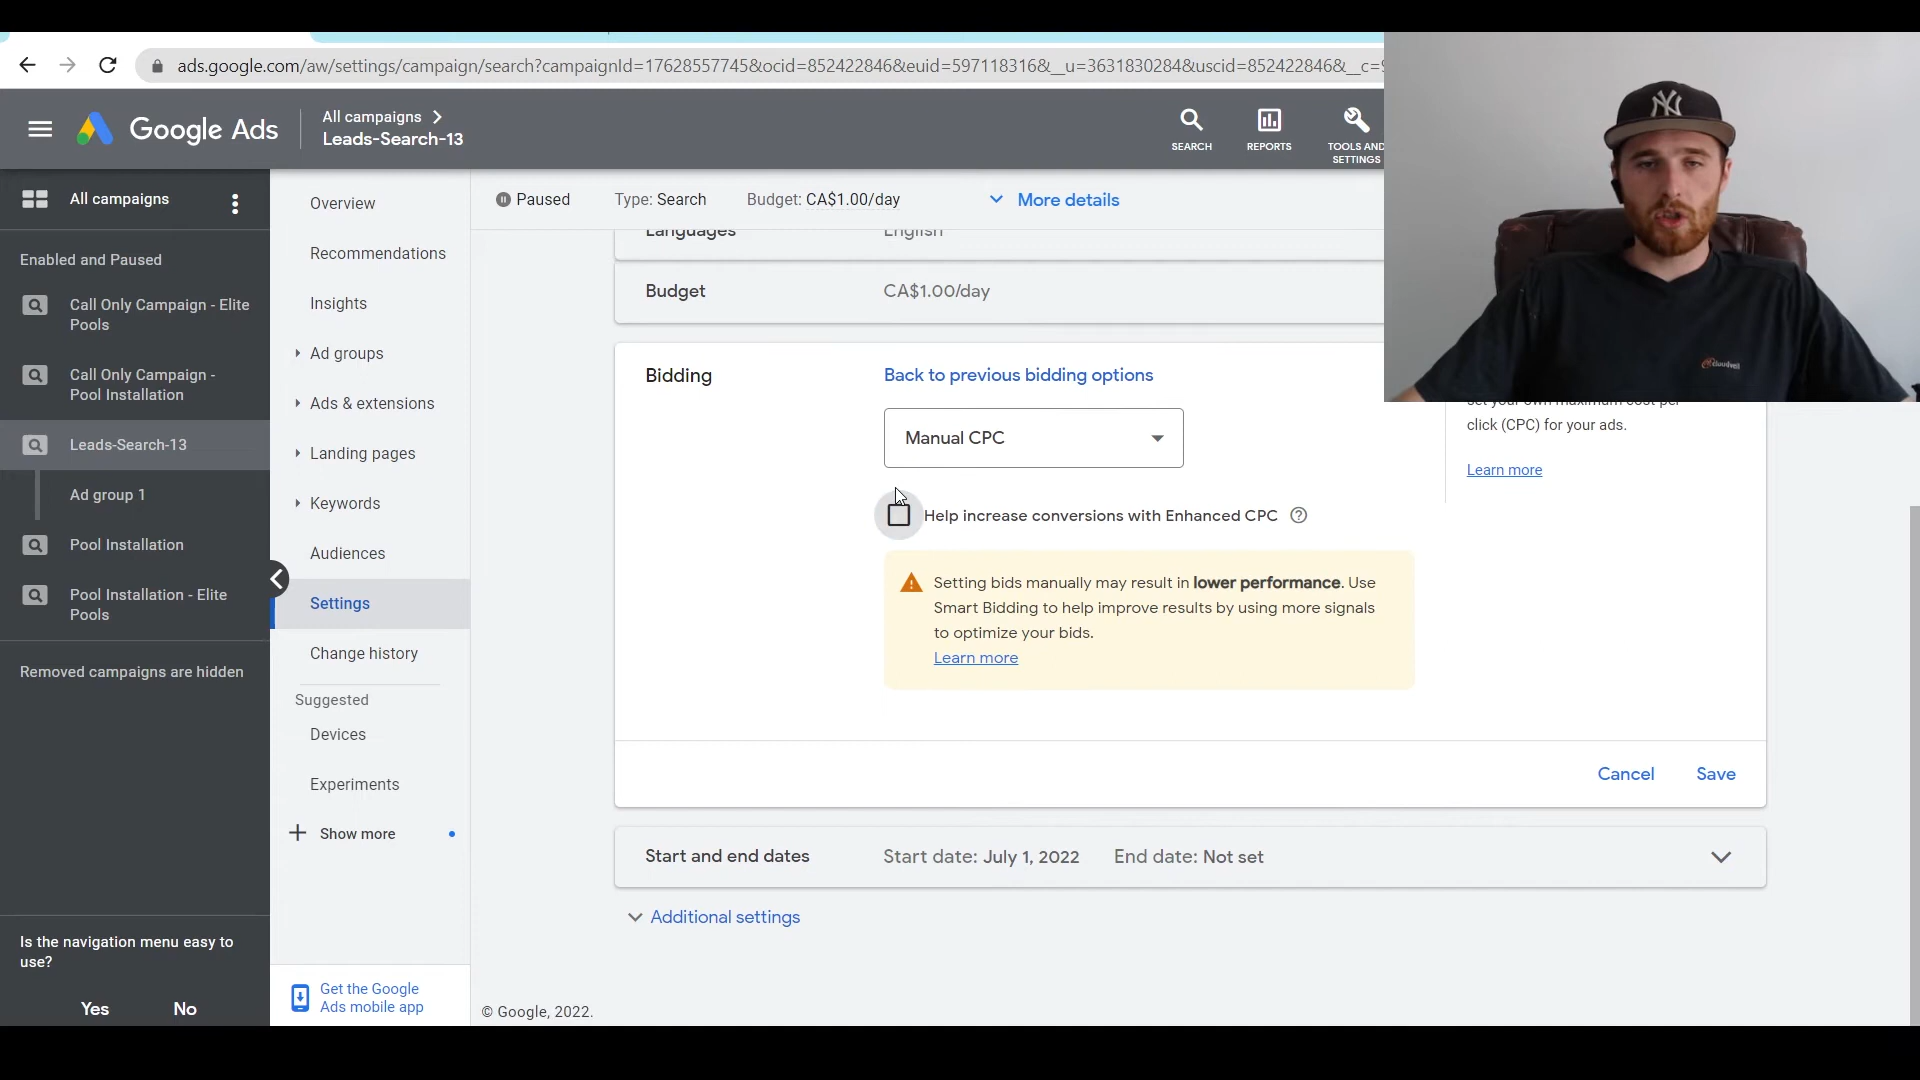 ads.google.com/aw/settings/campaign/search?campaignId=17628557745&ocid=852422846&euid=597118316&__u=3631830284&uscid=852422846&__c=
Google Ads
All campaigns
Leads-Search-13
SEARCH
REPORTS
TOOLS AND
SETTINGS
All campaigns
Enabled and Paused
Call Only Campaign - Elite
Pools
Call Only Campaign -
Pool Installation
Leads-Search-13
Ad group 1
Pool Installation
Pool Installation - Elite
Pools
Removed campaigns are hidden
Is the navigation menu easy to
use?
Yes
No
Overview
Recommendations
Insights
Ad groups
Ads & extensions
Landing pages
Keywords
Audiences
Settings
Change history
Suggested
Devices
Experiments
Show more
Get the Google
Ads mobile app
Paused
Type: Search
Budget: CA$1.00/day
More details
Languages
English
Budget
CA$1.00/day
Bidding
Back to previous bidding options
Manual CPC
Help increase conversions with Enhanced CPC
Setting bids manually may result in lower performance. Use
Smart Bidding to help improve results by using more signals
to optimize your bids.
Learn more
set your own maximum cost per
click (CPC) for your ads.
Learn more
Cancel
Save
Start and end dates
Start date: July 1, 2022
End date: Not set
Additional settings
© Google, 2022.
NY